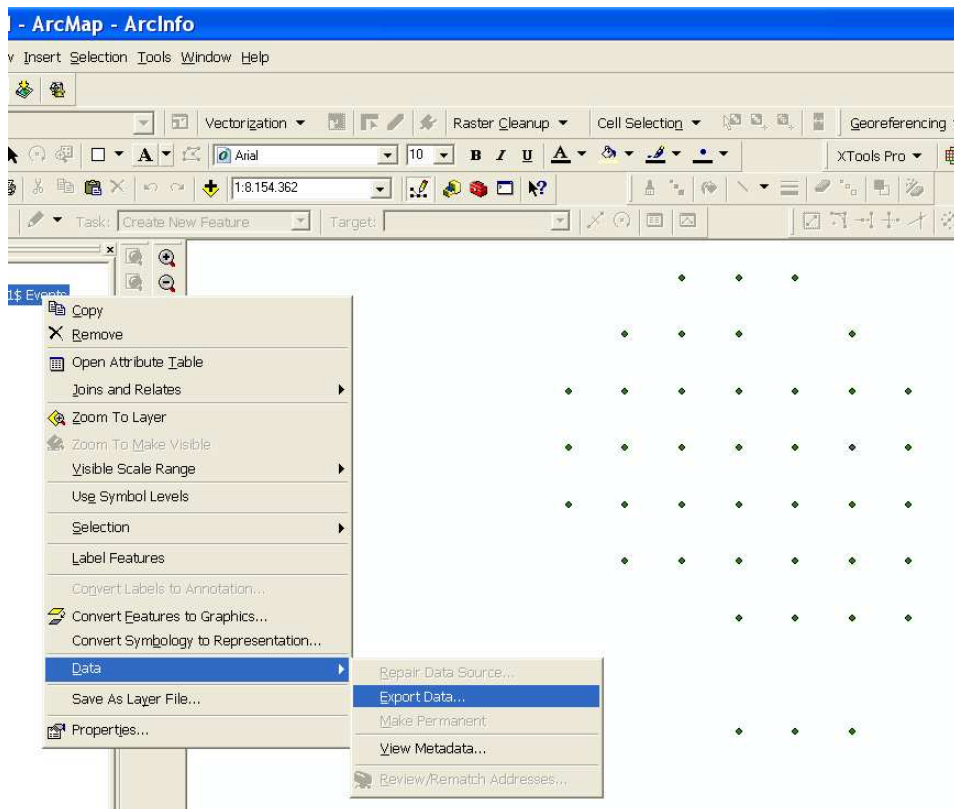 - ArcMap - ArcInfo
Insert Selection Tools Window Help
Vectorization Raster Cleanup Cell Selection Georeferencing
A Arial 10 B I U A XTools Pro
1:8.154.362
Task: Create New Feature Target:
1$ Events
Copy
Remove
Open Attribute Table
Joins and Relates
Zoom To Layer
Zoom To Make Visible
Visible Scale Range
Use Symbol Levels
Selection
Label Features
Convert Labels to Annotation...
Convert Features to Graphics...
Convert Symbology to Representation...
Data
Repair Data Source...
Save As Layer File...
Export Data...
Make Permanent
Properties...
View Metadata...
Review/Rematch Addresses...